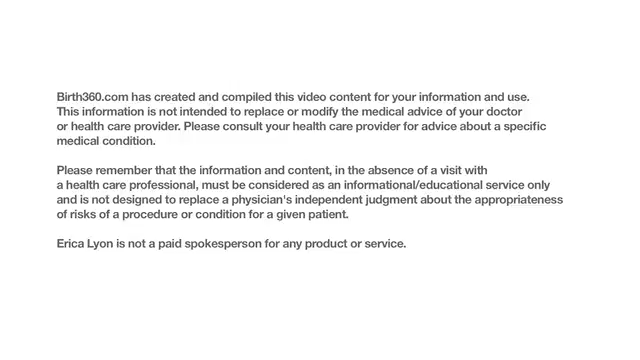 Birth360.com has created and compiled this video content for your information and use.
This information is not intended to replace or modify the medical advice of your doctor
or health care provider. Please consult your health care provider for advice about a specific
medical condition.
Please remember that the information and content, in the absence of a visit with
a health care professional, must be considered as an informational/educational service only
and is not designed to replace a physician's independent judgment about the appropriateness
of risks of a procedure or condition for a given patient.
Erica Lyon is not a paid spokesperson for any product or service.